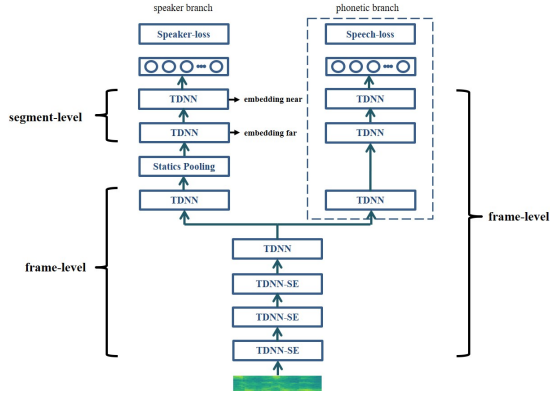 speaker branch
phonetic branch
Speaker-loss
Speech-loss
TDNN
embedding near
TDNN
segment-level
TDNN
embedding far
TDNN
Statics Pooling
TDNN
TDNN
frame-level
TDNN
frame-level
TDNN-SE
TDNN-SE
TDNN-SE